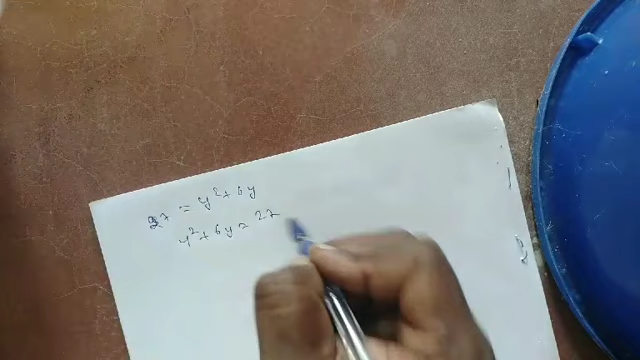 27 = y²+6y
y²+6y = 27